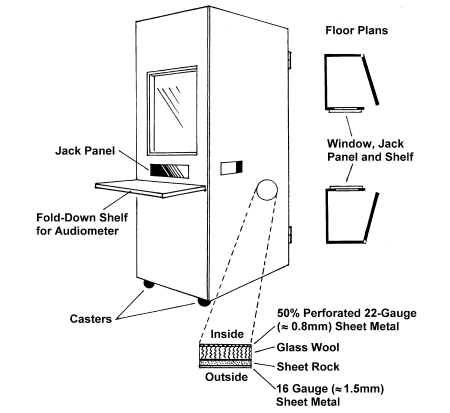 Floor Plans
Jack Panel
Window, Jack
Panel and Shelf
Fold-Down Shelf
for Audiometer
Casters
50% Perforated 22-Gauge
(≈ 0.8mm) Sheet Metal
Inside
Glass Wool
Sheet Rock
Outside
16 Gauge (≈1.5mm)
Sheet Metal